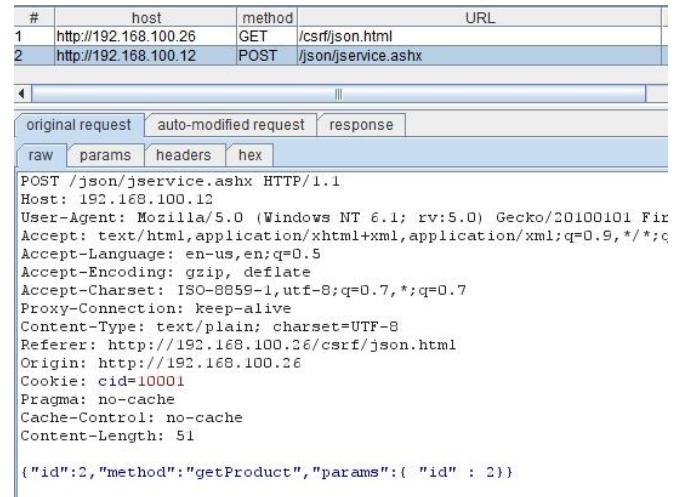 # host method URL
1 http://192.168.100.26 GET /csrf/json.html
2 http://192.168.100.12 POST /json/jservice.ashx
original request auto-modified request response
raw params headers hex
POST /json/jservice.ashx HTTP/1.1
Host: 192.168.100.12
User-Agent: Mozilla/5.0 (Windows NT 6.1; rv:5.0) Gecko/20100101 Fir
Accept: text/html,application/xhtml+xml,application/xml;q=0.9,*/*;q
Accept-Language: en-us,en;q=0.5
Accept-Encoding: gzip, deflate
Accept-Charset: ISO-8859-1,utf-8;q=0.7,*;q=0.7
Proxy-Connection: keep-alive
Content-Type: text/plain; charset=UTF-8
Referer: http://192.168.100.26/csrf/json.html
Origin: http://192.168.100.26
Cookie: cid=10001
Pragma: no-cache
Cache-Control: no-cache
Content-Length: 51
{"id":2,"method":"getProduct","params":{ "id" : 2}}